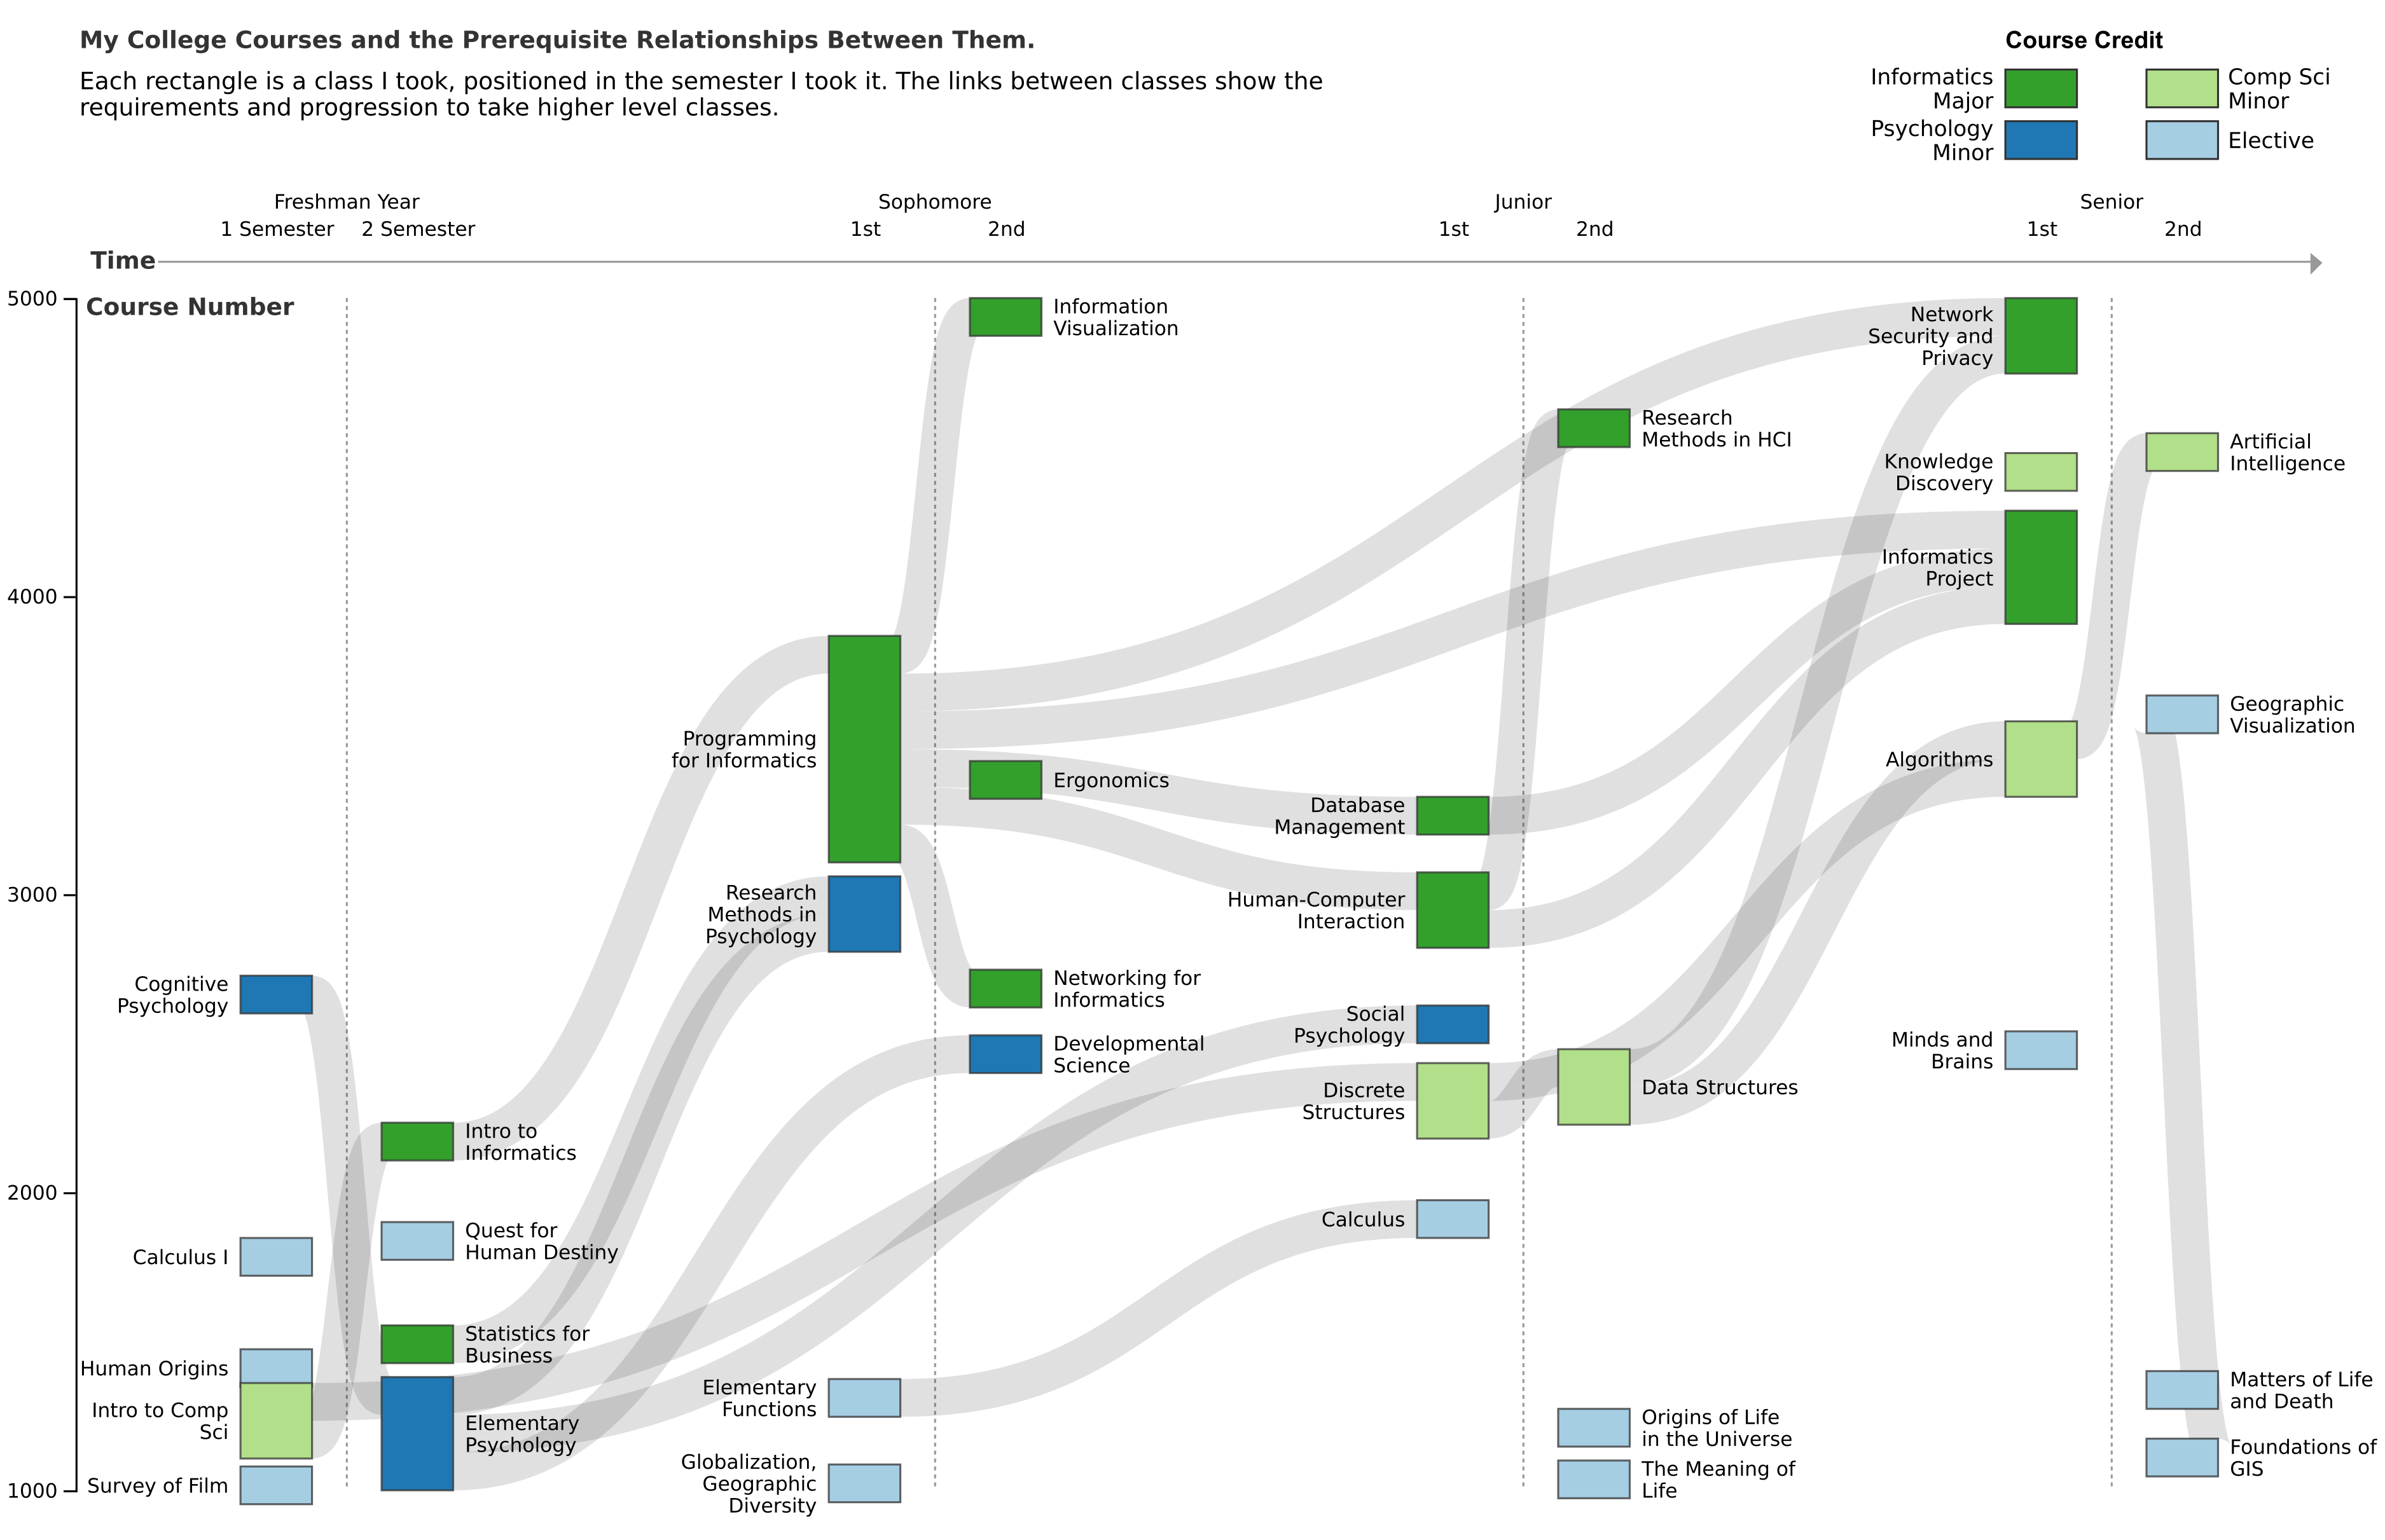 My College Courses and the Prerequisite Relationships Between Them.
Each rectangle is a class I took, positioned in the semester I took it. The links between classes show the
requirements and progression to take higher level classes.
Course Credit
Informatics
Major
Comp Sci
Minor
Psychology
Minor
Elective
Freshman Year
1 Semester
2 Semester
Sophomore
1st
2nd
Junior
1st
2nd
Senior
1st
2nd
Time
Course Number
5000
4000
3000
2000
1000
Cognitive
Psychology
Calculus I
Human Origins
Intro to Comp
Sci
Survey of Film
Intro to
Informatics
Quest for
Human Destiny
Statistics for
Business
Elementary
Psychology
Programming
for Informatics
Research
Methods in
Psychology
Elementary
Functions
Globalization,
Geographic
Diversity
Information
Visualization
Ergonomics
Networking for
Informatics
Developmental
Science
Database
Management
Human-Computer
Interaction
Social
Psychology
Discrete
Structures
Calculus
Research
Methods in HCI
Data Structures
Origins of Life
in the Universe
The Meaning of
Life
Network
Security and
Privacy
Knowledge
Discovery
Informatics
Project
Algorithms
Minds and
Brains
Artificial
Intelligence
Geographic
Visualization
Matters of Life
and Death
Foundations of
GIS